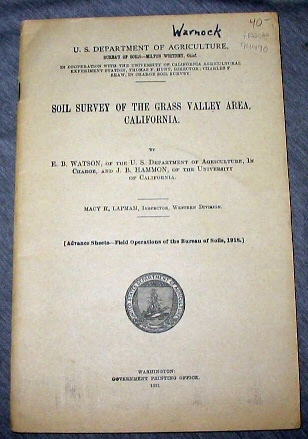 Warnock
40-
U. S. DEPARTMENT OF AGRICULTURE,
BUREAU OF SOILS—MILTON WHITNEY, Chief.
IN COOPERATION WITH THE UNIVERSITY OF CALIFORNIA AGRICULTURAL
EXPERIMENT STATION, THOMAS F. HUNT, DIRECTOR; CHARLES F.
SHAW, IN CHARGE SOIL SURVEY.
SOIL SURVEY OF THE GRASS VALLEY AREA,
CALIFORNIA.
BY
E. B. WATSON, OF THE U. S. DEPARTMENT OF AGRICULTURE, IN
CHARGE, AND J. B. HAMMON, OF THE UNIVERSITY
OF CALIFORNIA.
MACY H. LAPHAM, INSPECTOR, WESTERN DIVISION.
[Advance Sheets—Field Operations of the Bureau of Soils, 1918.]
WASHINGTON:
GOVERNMENT PRINTING OFFICE.
1921.